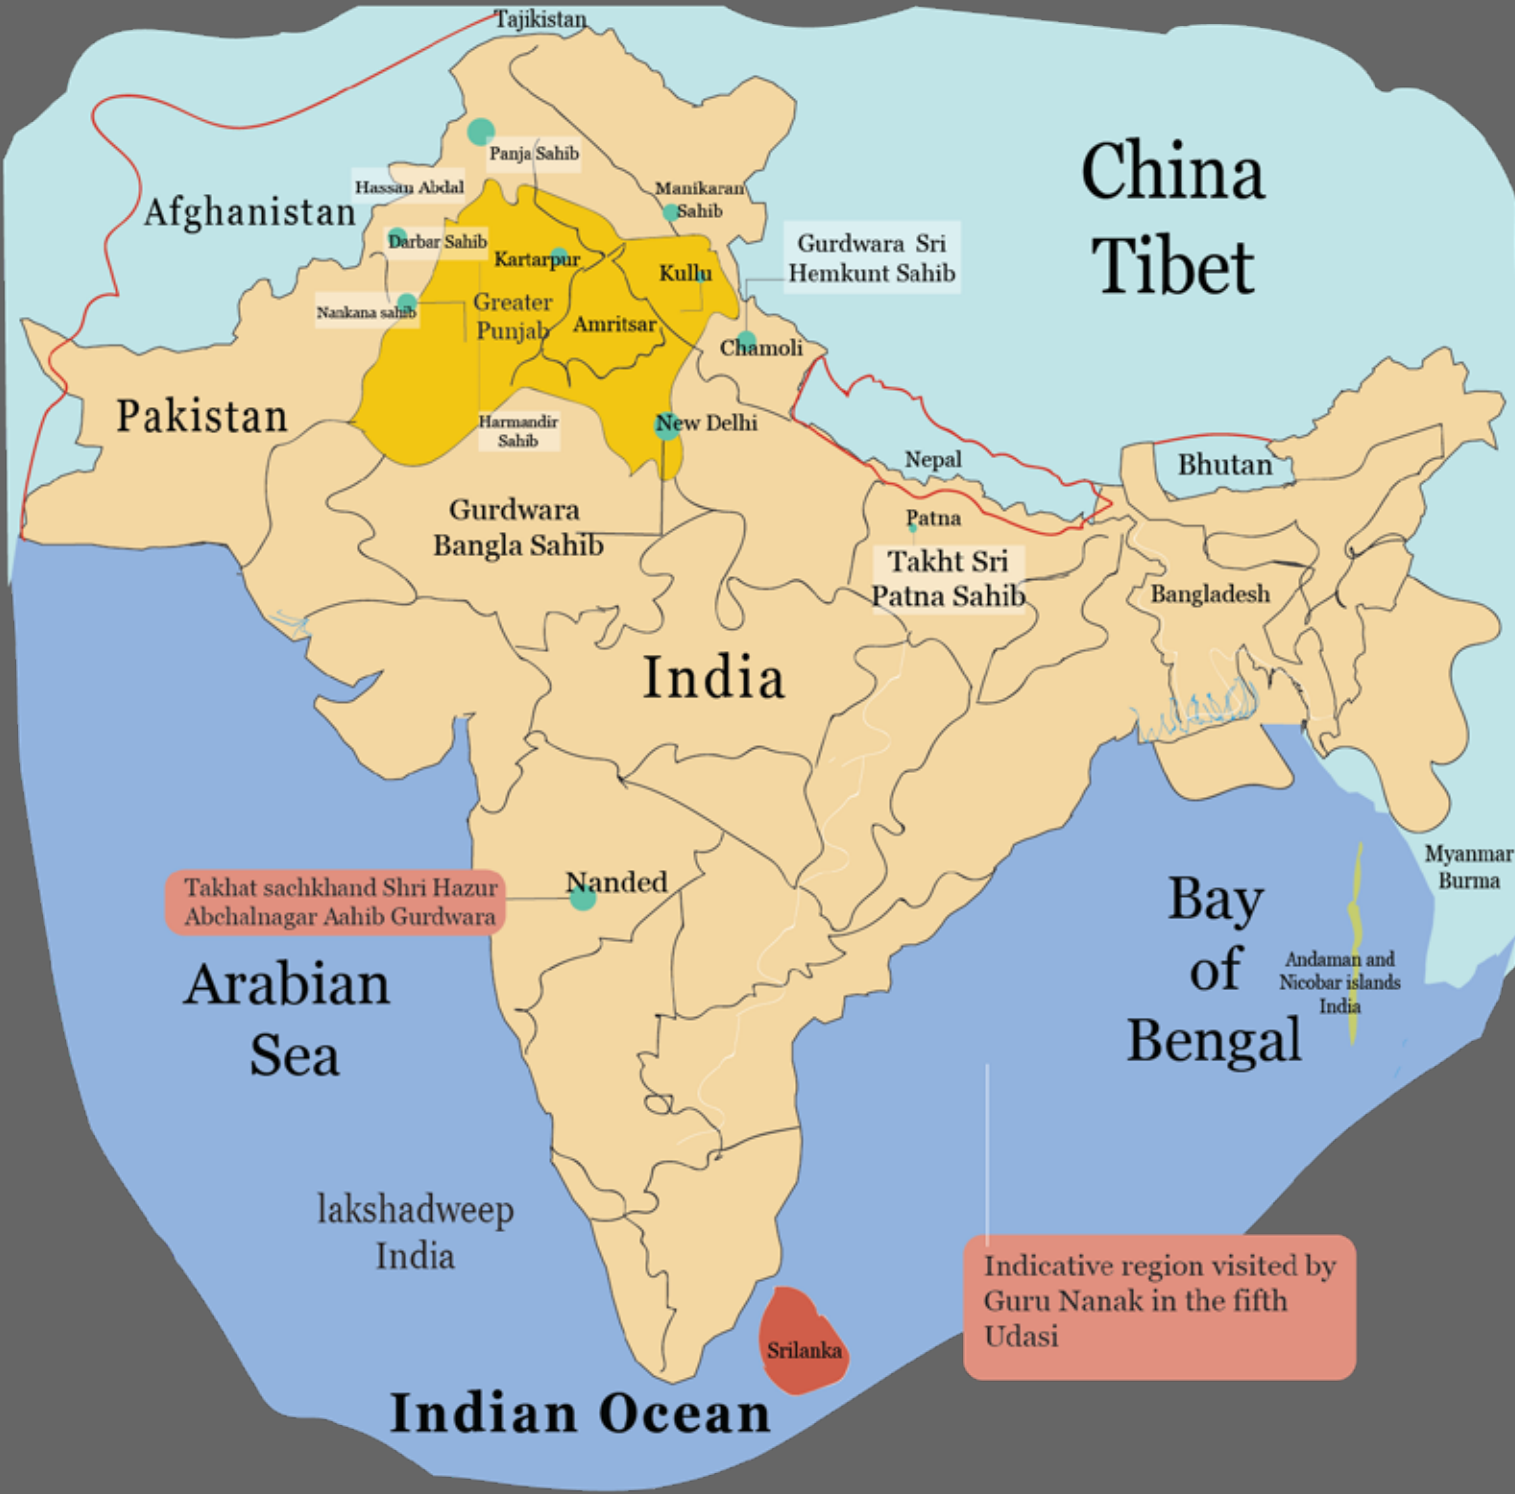 Tajikistan
China
Tibet
Panja Sahib
Hassan Abdal
Manikaran
Sahib
Afghanistan
Darbar Sahib
Kartarpur
Gurdwara Sri
Hemkunt Sahib
Kullu
Nankana sahib
Greater
Punjab
Amritsar
Chamoli
Pakistan
Harmandir
Sahib
New Delhi
Nepal
Bhutan
Gurdwara
Bangla Sahib
Patna
Takht Sri
Patna Sahib
Bangladesh
India
Nanded
Takhat sachkhand Shri Hazur
Abchalnagar Aahib Gurdwara
Myanmar
Burma
Bay
of
Bengal
Andaman and
Nicobar islands
India
Arabian
Sea
lakshadweep
India
Indicative region visited by
Guru Nanak in the fifth
Udasi
Srilanka
Indian Ocean